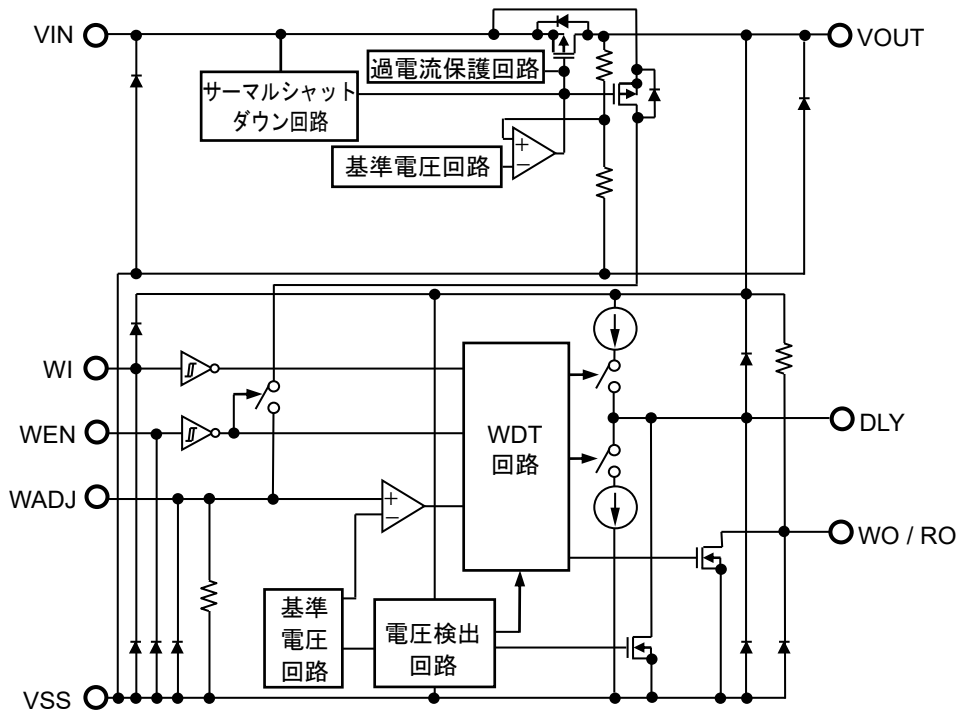 VIN
VOUT
過電流保護回路
サーマルシャット
ダウン回路
+
−
基準電圧回路
WI
WEN
WADJ
WDT
回路
DLY
+
−
WO / RO
基準
電圧
回路
電圧検出
回路
VSS